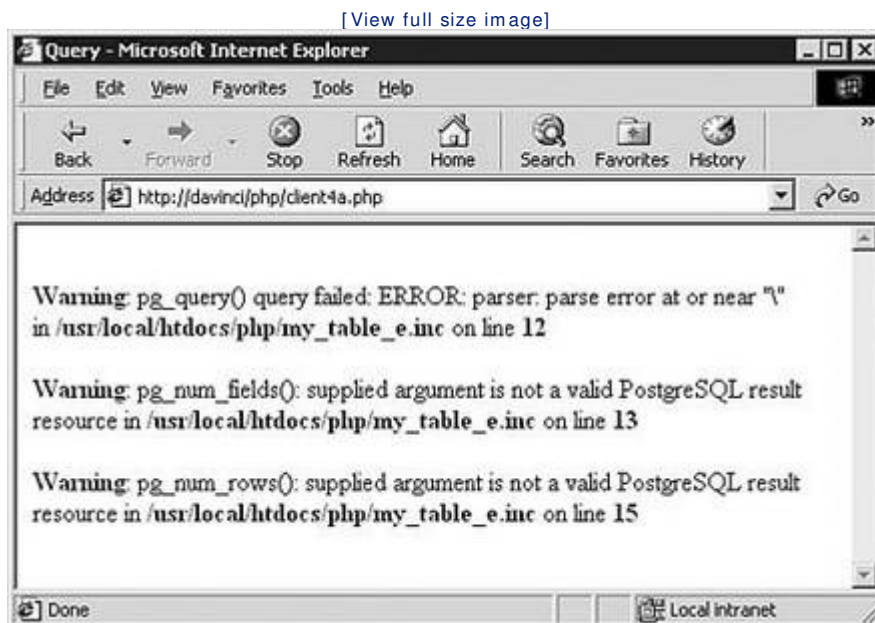 [View full size image]
Query - Microsoft Internet Explorer
File Edit View Favorites Tools Help
Back Forward Stop Refresh Home Search Favorites History »
Address http://davinci/php/client4a.php Go
Warning: pg_query() query failed: ERROR: parser: parse error at or near "\"
in /usr/local/htdocs/php/my_table_e.inc on line 12
Warning: pg_num_fields(): supplied argument is not a valid PostgreSQL result
resource in /usr/local/htdocs/php/my_table_e.inc on line 13
Warning: pg_num_rows(): supplied argument is not a valid PostgreSQL result
resource in /usr/local/htdocs/php/my_table_e.inc on line 15
Done Local intranet